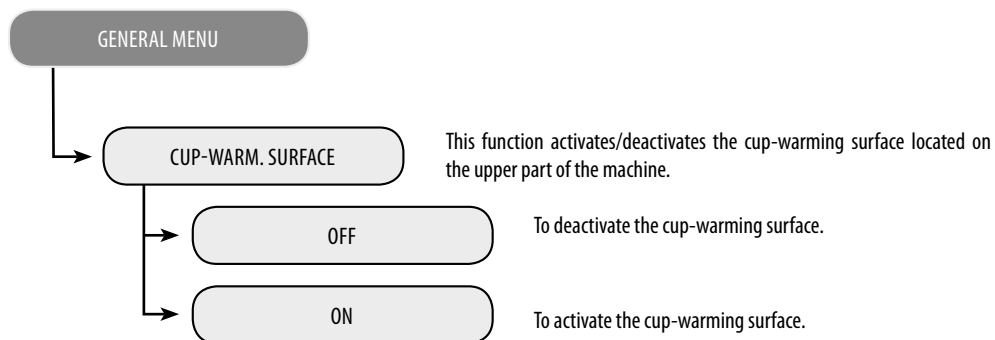 GENERAL MENU
CUP-WARM. SURFACE
This function activates/deactivates the cup-warming surface located on
the upper part of the machine.
OFF
To deactivate the cup-warming surface.
ON
To activate the cup-warming surface.